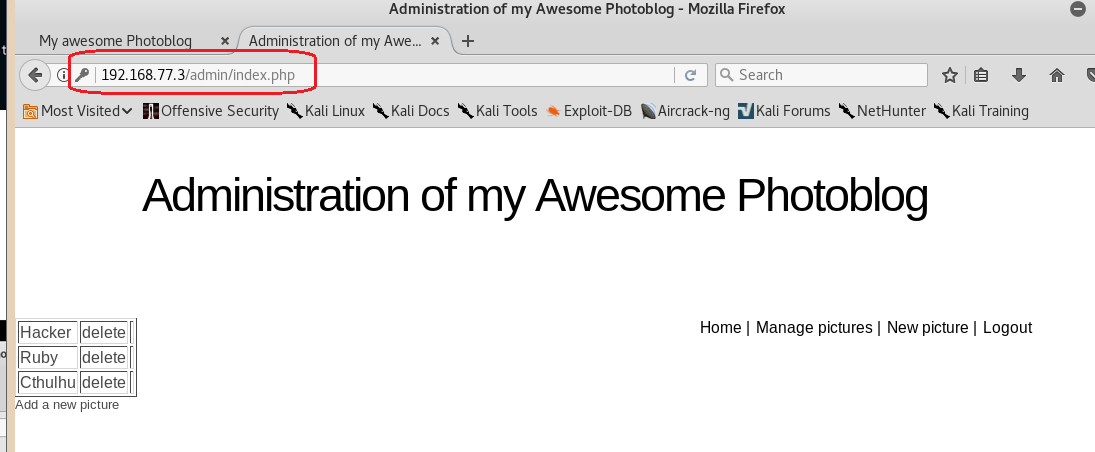 Administration of my Awesome Photoblog - Mozilla Firefox
My awesome Photoblog Administration of my Awe...
192.168.77.3/admin/index.php Search
Most Visited Offensive Security Kali Linux Kali Docs Kali Tools Exploit-DB Aircrack-ng Kali Forums NetHunter Kali Training
Administration of my Awesome Photoblog
Home | Manage pictures | New picture | Logout
Hacker delete
Ruby delete
Cthulhu delete
Add a new picture